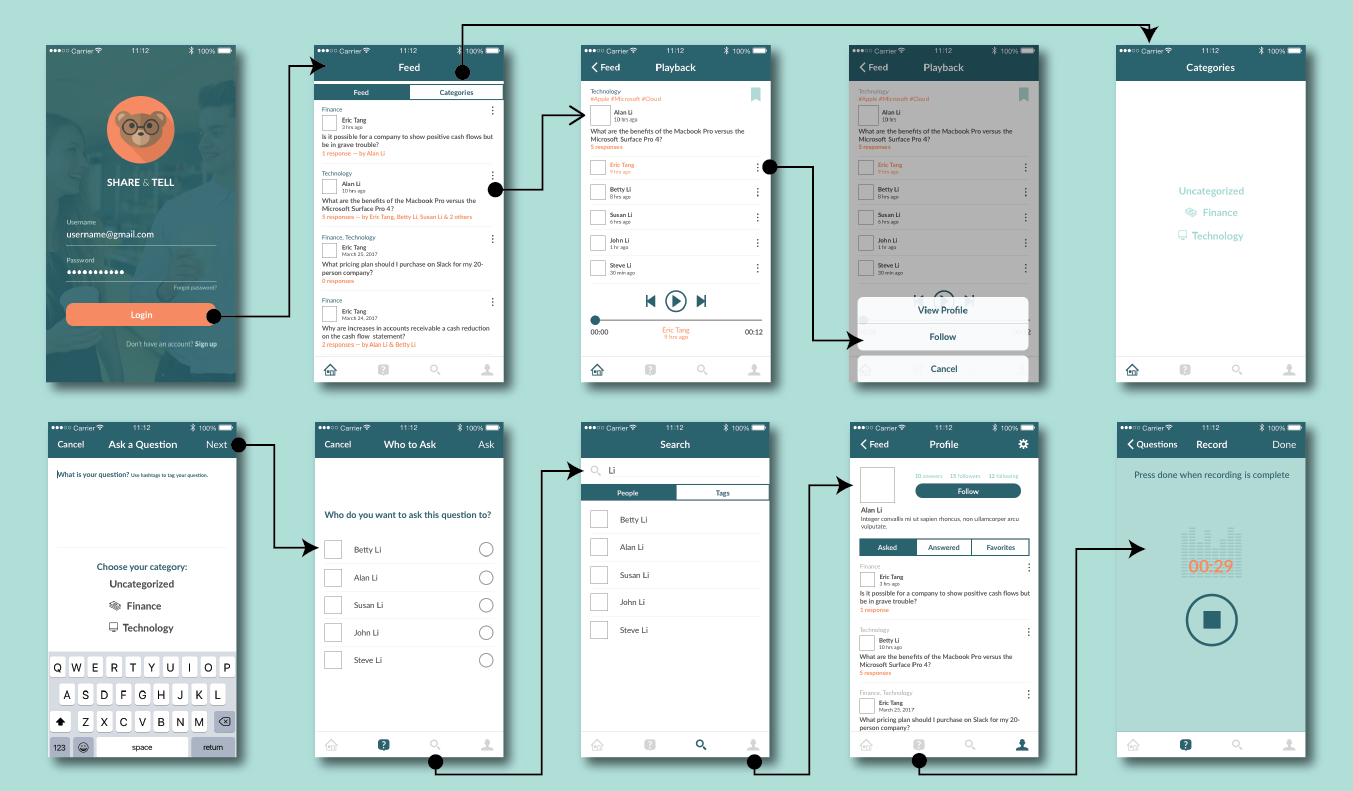 Carrier 11:12 100%
SHARE & TELL
Username
username@gmail.com
Password
Forgot password?
Login
Don't have an account? Sign up
Carrier 11:12 100%
Feed
Feed Categories
Finance
Eric Tang
3 hrs ago
Is it possible for a company to show positive cash flows but
be in grave trouble?
1 response — by Alan Li
Technology
Alan Li
10 hrs ago
What are the benefits of the Macbook Pro versus the
Microsoft Surface Pro 4?
5 responses — by Eric Tang, Betty Li, Susan Li & 2 others
Finance, Technology
Eric Tang
March 25, 2017
What pricing plan should I purchase on Slack for my 20-
person company?
0 responses
Finance
Eric Tang
March 24, 2017
Why are increases in accounts receivable a cash reduction
on the cash flow statement?
2 responses — by Alan Li & Betty Li
Carrier 11:12 100%
Feed Playback
Technology
#Apple #Microsoft #Cloud
Alan Li
10 hrs
What are the benefits of the Macbook Pro versus the
Microsoft Surface Pro 4?
5 responses
Eric Tang
9 hrs ago
Betty Li
8 hrs ago
Susan Li
6 hrs ago
John Li
1 hr ago
Steve Li
30 min ago
00:00 Eric Tang 00:12
9 hrs ago
Carrier 11:12 100%
Feed Playback
Technology
#Apple #Microsoft #Cloud
Alan Li
10 hrs
What are the benefits of the Macbook Pro versus the
Microsoft Surface Pro 4?
5 responses
Eric Tang
9 hrs ago
Betty Li
8 hrs ago
Susan Li
6 hrs ago
John Li
1 hr ago
Steve Li
30 min ago
View Profile
Follow
Cancel
Carrier 11:12 100%
Categories
Uncategorized
Finance
Technology
Carrier 11:12 100%
Cancel Ask a Question Next
What is your question? Use hashtags to tag your question.
Choose your category:
Uncategorized
Finance
Technology
Q W E R T Y U I O P
A S D F G H J K L
Z X C V B N M
123 space return
Carrier 11:12 100%
Cancel Who to Ask Ask
Who do you want to ask this question to?
Betty Li
Alan Li
Susan Li
John Li
Steve Li
Carrier 11:12 100%
Search
Li
People Tags
Betty Li
Alan Li
Susan Li
John Li
Steve Li
Carrier 11:12 100%
Feed Profile
10 answers 15 followers 12 following
Follow
Alan Li
Integer convallis mi ut sapien rhoncus, non ullamcorper arcu
vulputate.
Asked Answered Favorites
Finance
Eric Tang
3 hrs ago
Is it possible for a company to show positive cash flows but
be in grave trouble?
1 response
Technology
Betty Li
10 hrs ago
What are the benefits of the Macbook Pro versus the
Microsoft Surface Pro 4?
5 responses
Finance, Technology
Eric Tang
March 25, 2017
What pricing plan should I purchase on Slack for my 20-
person company?
Carrier 11:12 100%
Questions Record Done
Press done when recording is complete
00:29